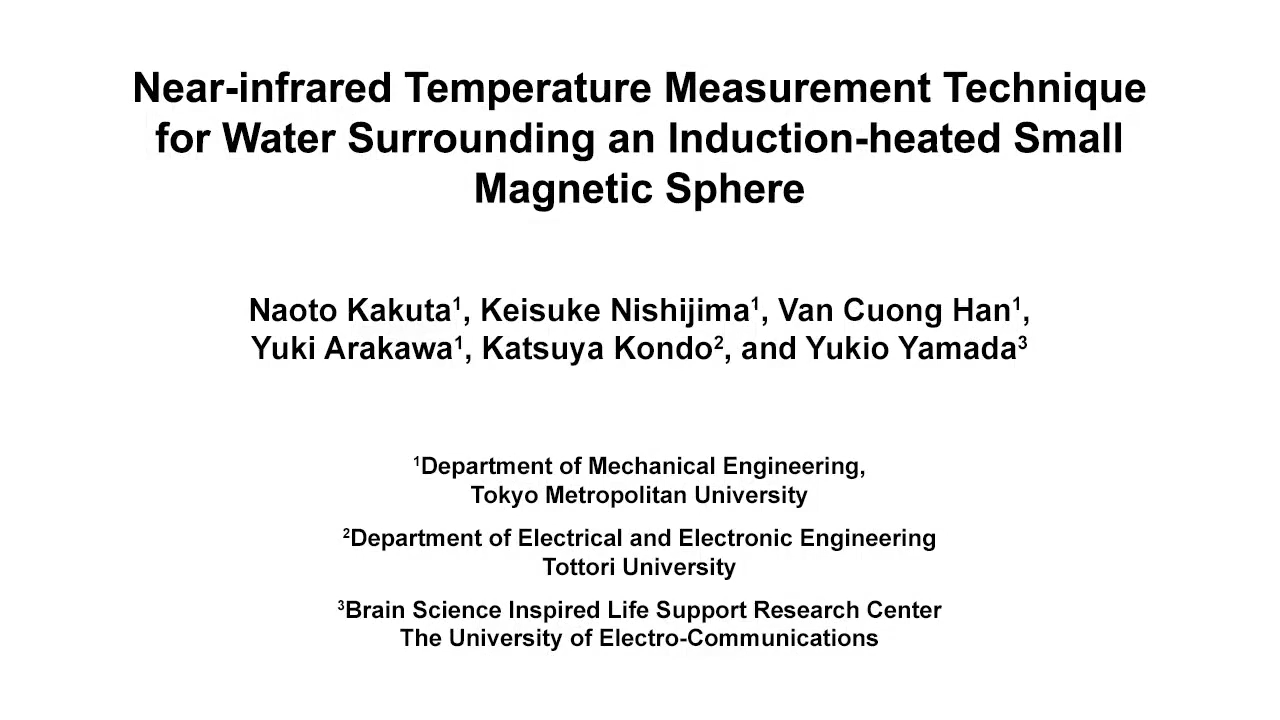 Near-infrared Temperature Measurement Technique
for Water Surrounding an Induction-heated Small
Magnetic Sphere
Naoto Kakuta¹, Keisuke Nishijima¹, Van Cuong Han¹,
Yuki Arakawa¹, Katsuya Kondo², and Yukio Yamada³
¹Department of Mechanical Engineering,
Tokyo Metropolitan University
²Department of Electrical and Electronic Engineering
Tottori University
³Brain Science Inspired Life Support Research Center
The University of Electro-Communications